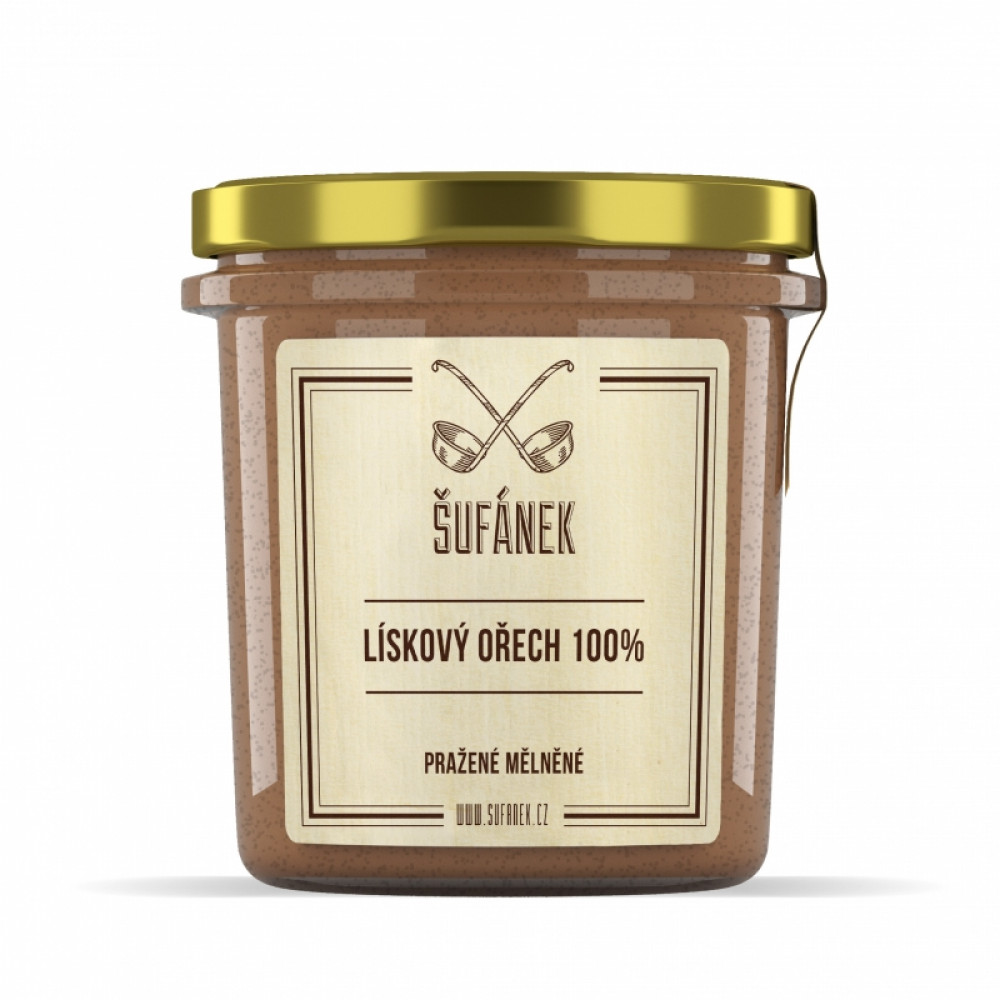 ŠUFÁNEK
LÍSKOVÝ OŘECH 100%
PRAŽENÉ MĚLNĚNÉ
WWW.SUFANEK.CZ